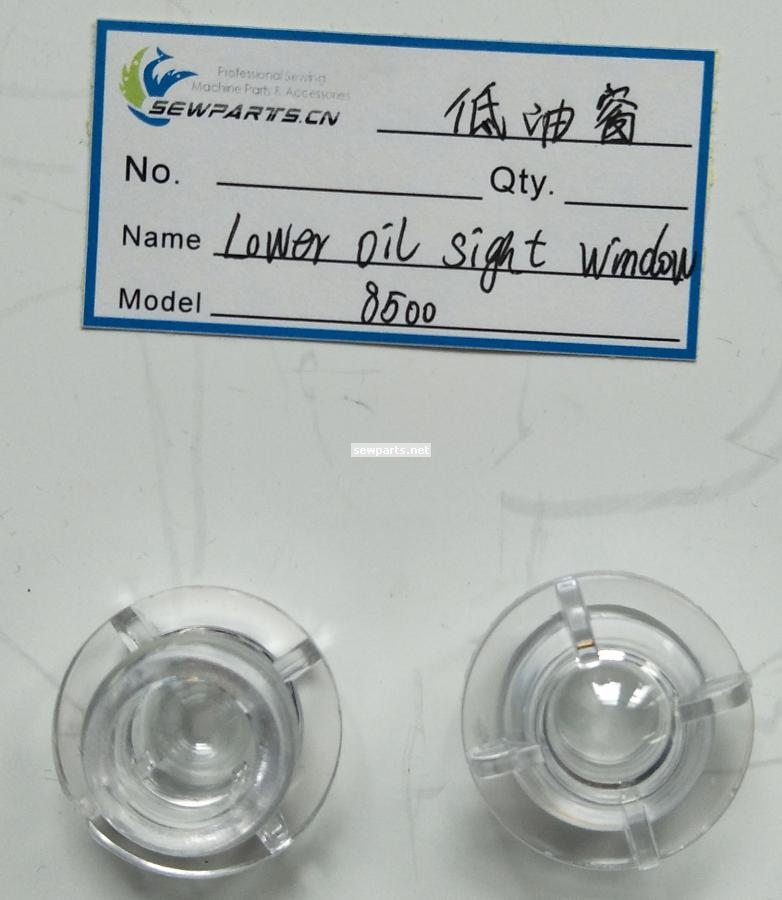 Professional Sewing
Machine Parts & Accessories
SEWPARTS.CN
低油窗
No.
Qty.
Name Lower oil sight window
Model 8500
sewparts.net